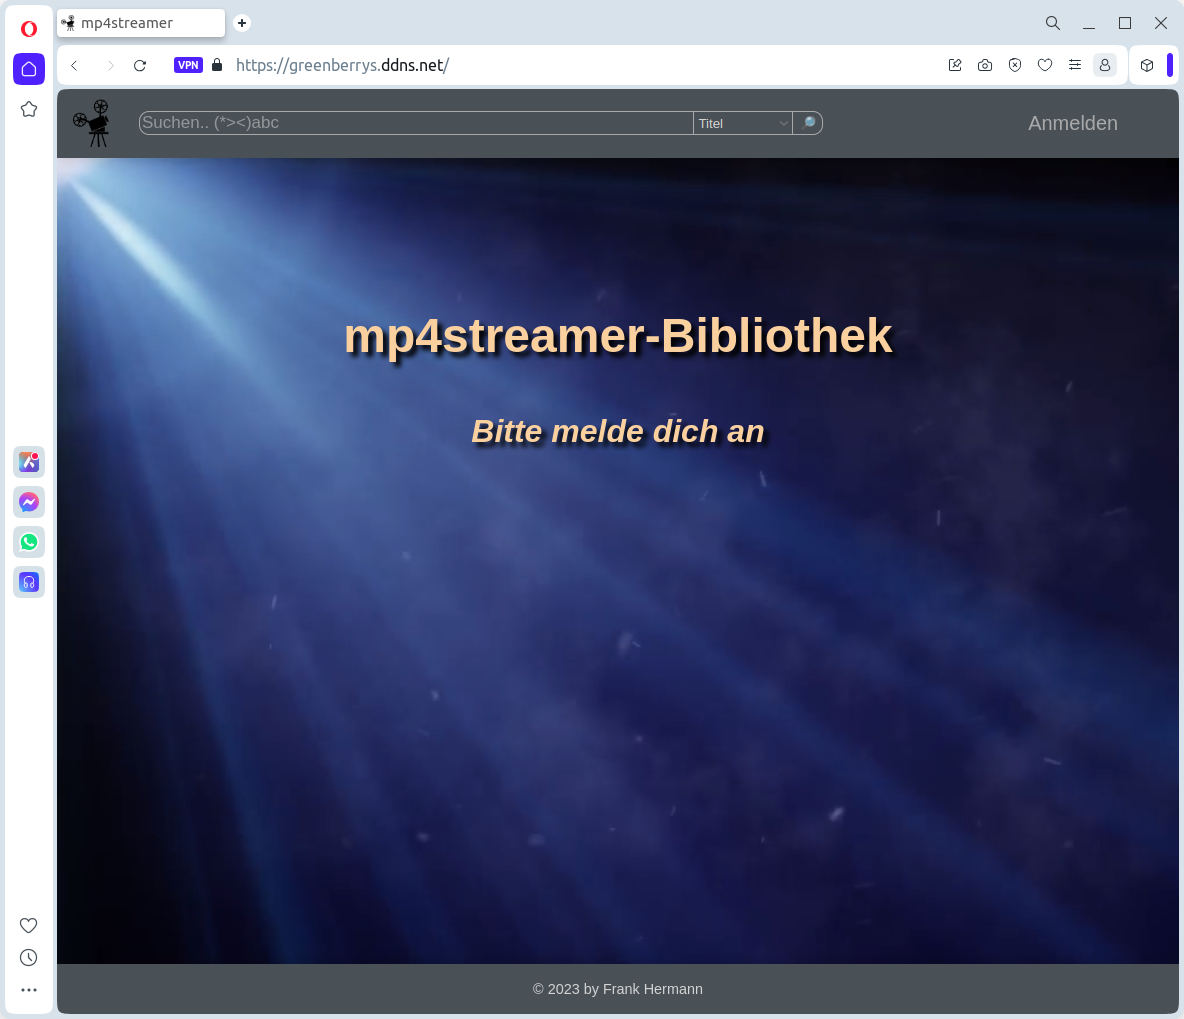 mp4streamer
VPN https://greenberrys.ddns.net/
Suchen.. (*><)abc Titel Anmelden
mp4streamer-Bibliothek
Bitte melde dich an
© 2023 by Frank Hermann